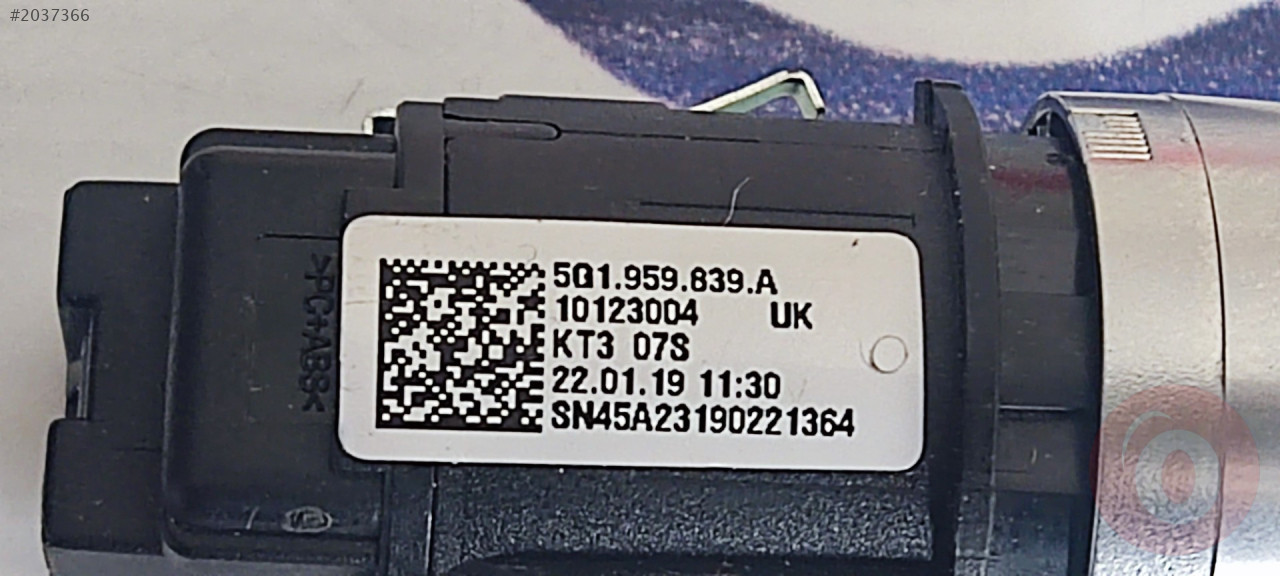 #2037366
5Q1.959.839.A
10123004 UK
KT3 07S
22.01.19 11:30
SN45A23190221364
>PC+ABS<